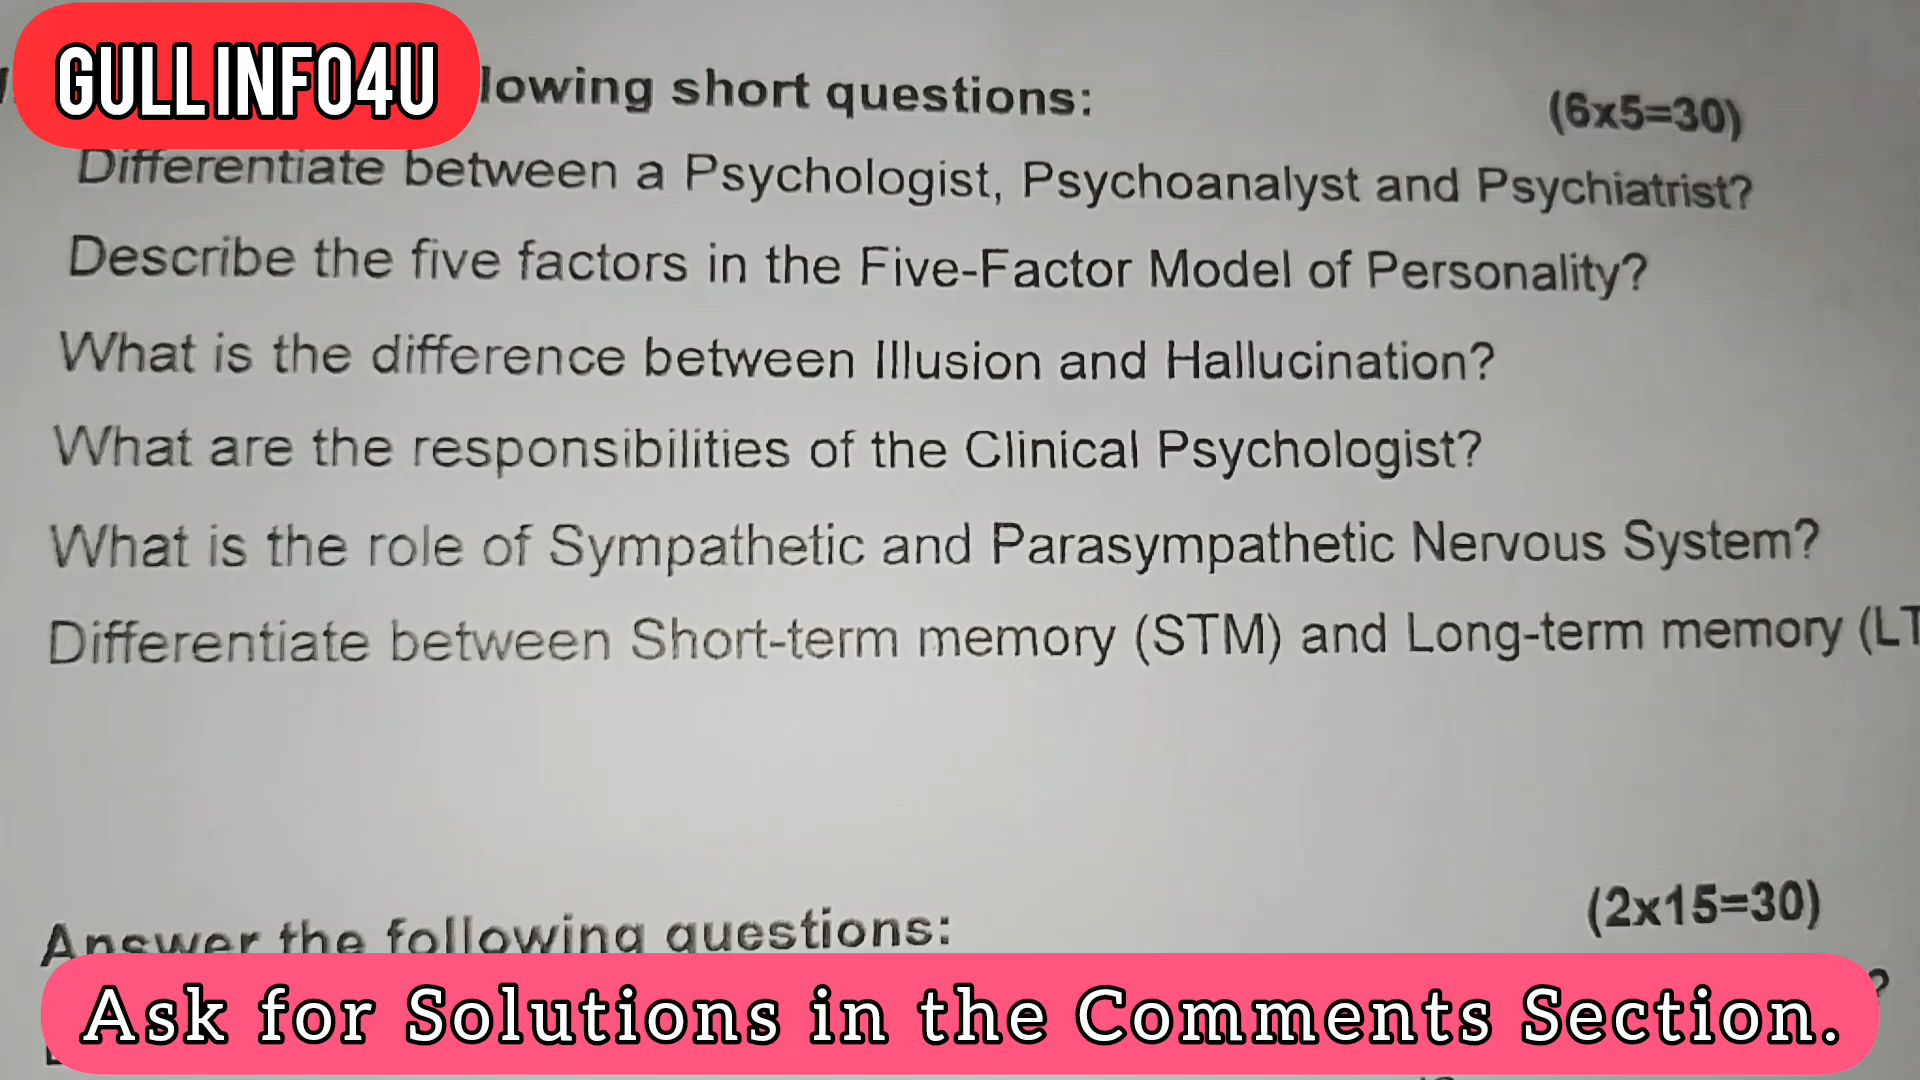 GULLINFO4U
lowing short questions: (6x5=30)
Differentiate between a Psychologist, Psychoanalyst and Psychiatrist?
Describe the five factors in the Five-Factor Model of Personality?
What is the difference between Illusion and Hallucination?
What are the responsibilities of the Clinical Psychologist?
What is the role of Sympathetic and Parasympathetic Nervous System?
Differentiate between Short-term memory (STM) and Long-term memory (LT
(2x15=30)
Answer the following questions:
?
Ask for Solutions in the Comments Section.